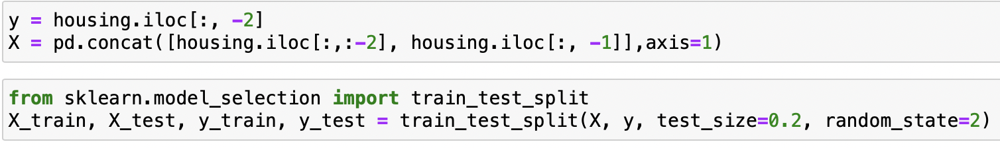 y = housing.iloc[:, -2]
X = pd.concat([housing.iloc[:,:-2], housing.iloc[:, -1]],axis=1)
from sklearn.model_selection import train_test_split
X_train, X_test, y_train, y_test = train_test_split(X, y, test_size=0.2, random_state=2)